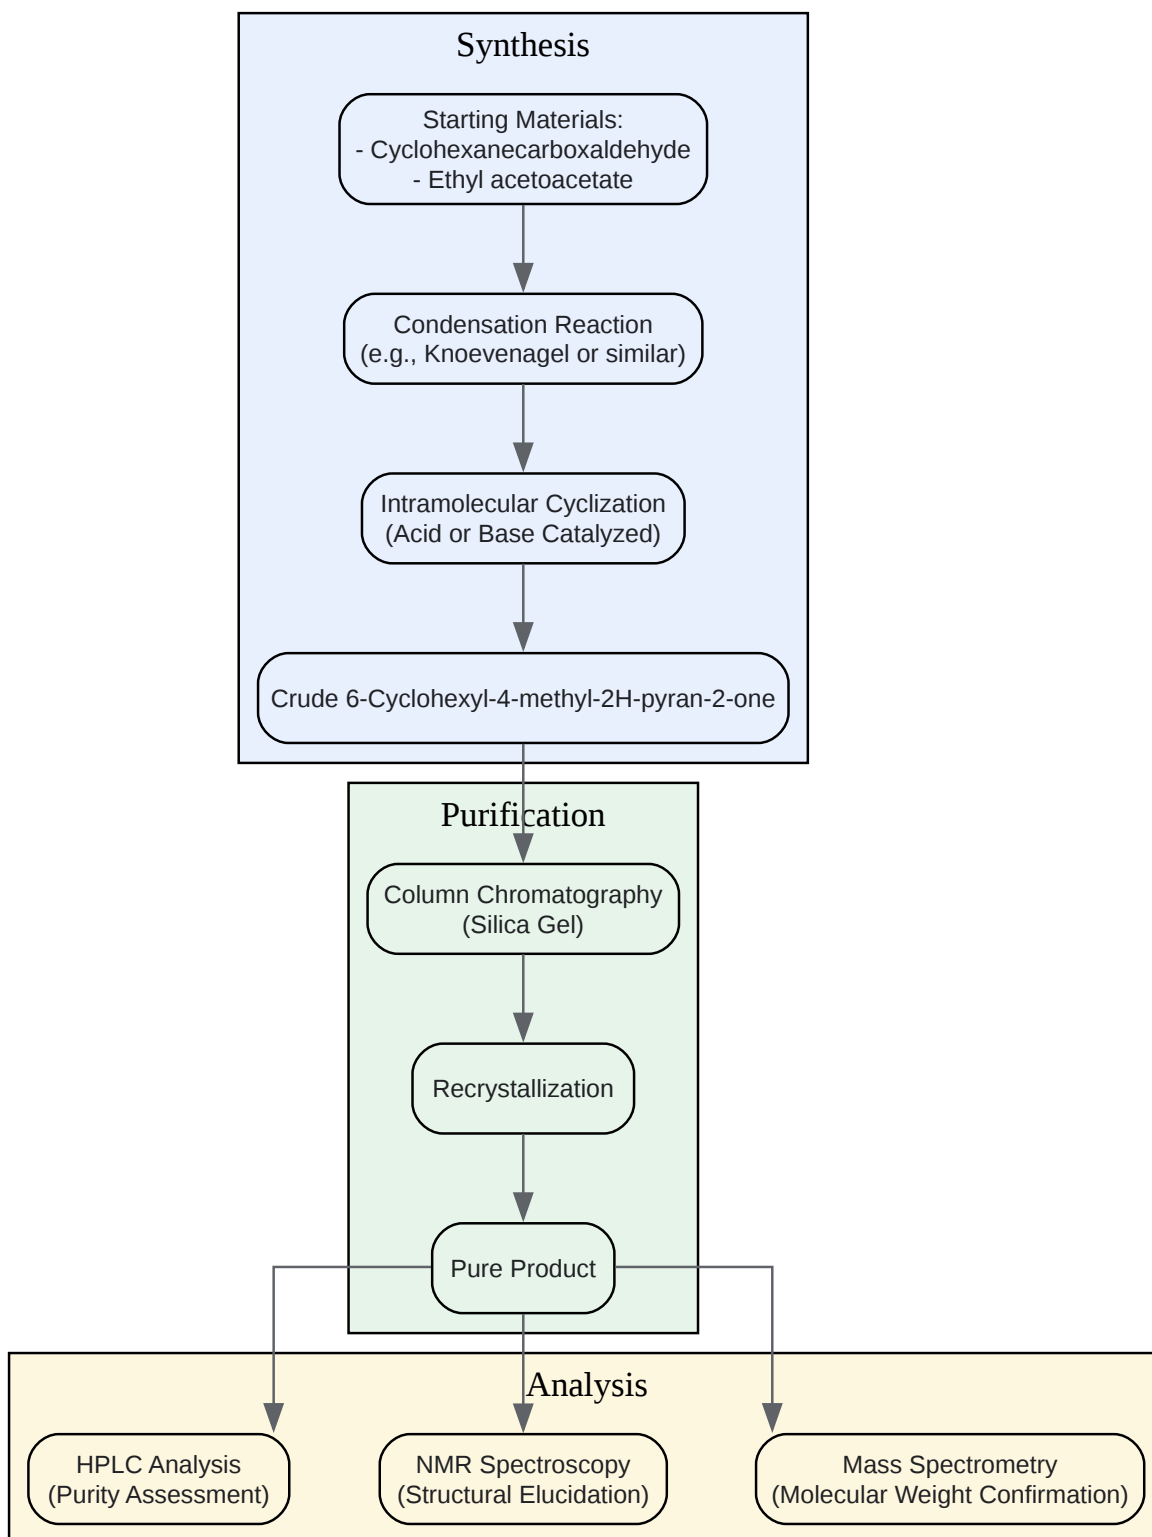 Synthesis
Starting Materials:
- Cyclohexanecarboxaldehyde
- Ethyl acetoacetate
Condensation Reaction
(e.g., Knoevenagel or similar)
Intramolecular Cyclization
(Acid or Base Catalyzed)
Crude 6-Cyclohexyl-4-methyl-2H-pyran-2-one
Purification
Column Chromatography
(Silica Gel)
Recrystallization
Pure Product
Analysis
HPLC Analysis
(Purity Assessment)
NMR Spectroscopy
(Structural Elucidation)
Mass Spectrometry
(Molecular Weight Confirmation)